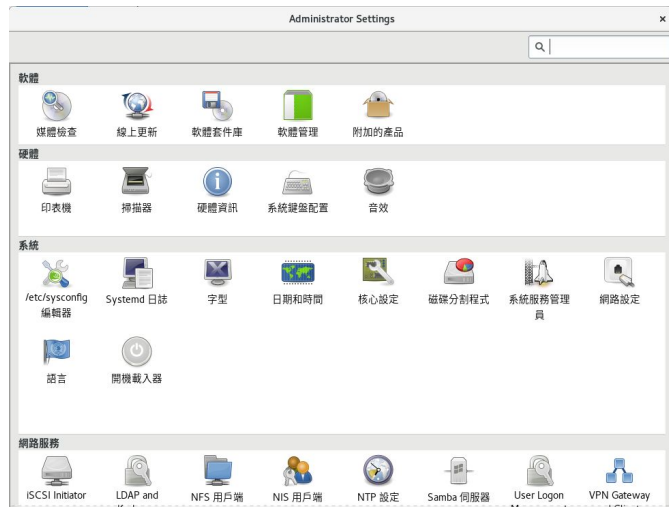 Administrator Settings
軟體
媒體檢查 線上更新 軟體套件庫 軟體管理 附加的產品
硬體
印表機 掃描器 硬體資訊 系統鍵盤配置 音效
系統
/etc/sysconfig Systemd 日誌 字型 日期和時間 核心設定 磁碟分割程式 系統服務管理 網路設定
編輯器 員
語言 開機載入器
網路服務
iSCSI Initiator LDAP and NFS 用戶端 NIS 用戶端 NTP 設定 Samba 伺服器 User Logon VPN Gateway